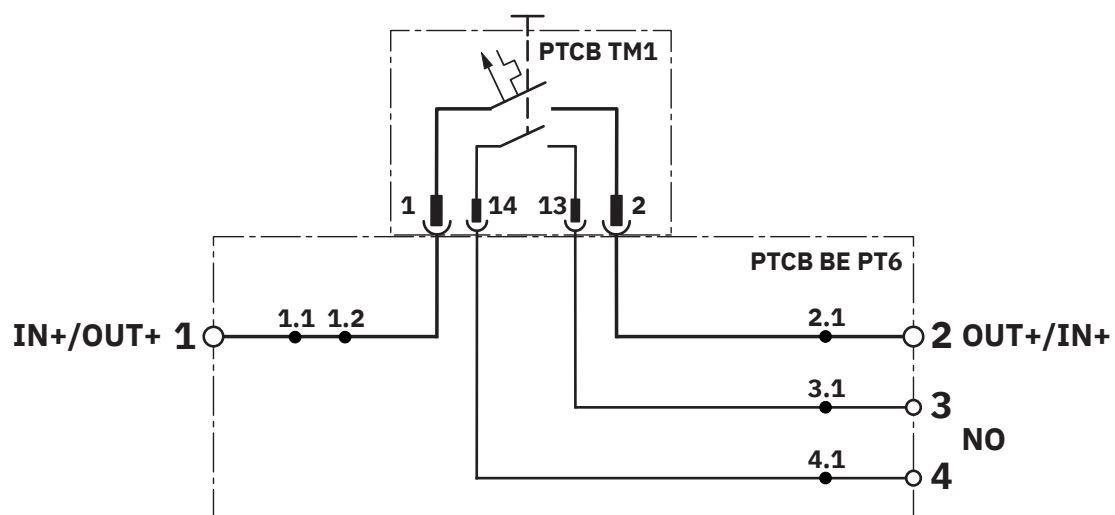 PTCB TM1
1 14 13 2
PTCB BE PT6
1.1 1.2 2.1
IN+/OUT+ 1 2 OUT+/IN+
3.1
3
NO
4.1
4